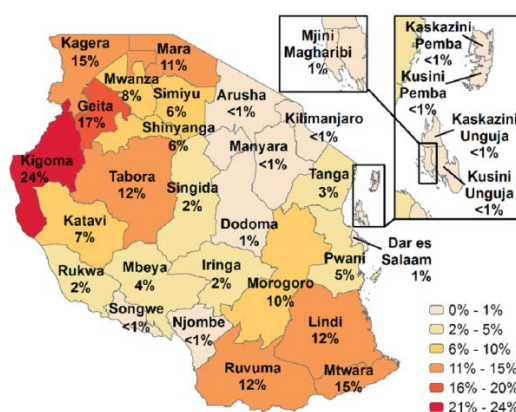 Kagera
15%
Mara
11%
Mwanza
8%
Simiyu
6%
Geita
17%
Shinyanga
6%
Arusha
<1%
Kilimanjaro
<1%
Manyara
<1%
Kigoma
24%
Tabora
12%
Singida
2%
Tanga
3%
Dodoma
1%
Katavi
7%
Rukwa
2%
Mbeya
4%
Iringa
2%
Morogoro
10%
Pwani
5%
Dar es
Salaam
1%
Songwe
<1%
Njombe
<1%
Lindi
12%
Ruvuma
12%
Mtwara
15%
Mjini
Magharibi
1%
Kaskazini
Pemba
<1%
Kusini
Pemba
<1%
Kaskazini
Unguja
<1%
Kusini
Unguja
<1%
0% - 1%
2% - 5%
6% - 10%
11% - 15%
16% - 20%
21% - 24%